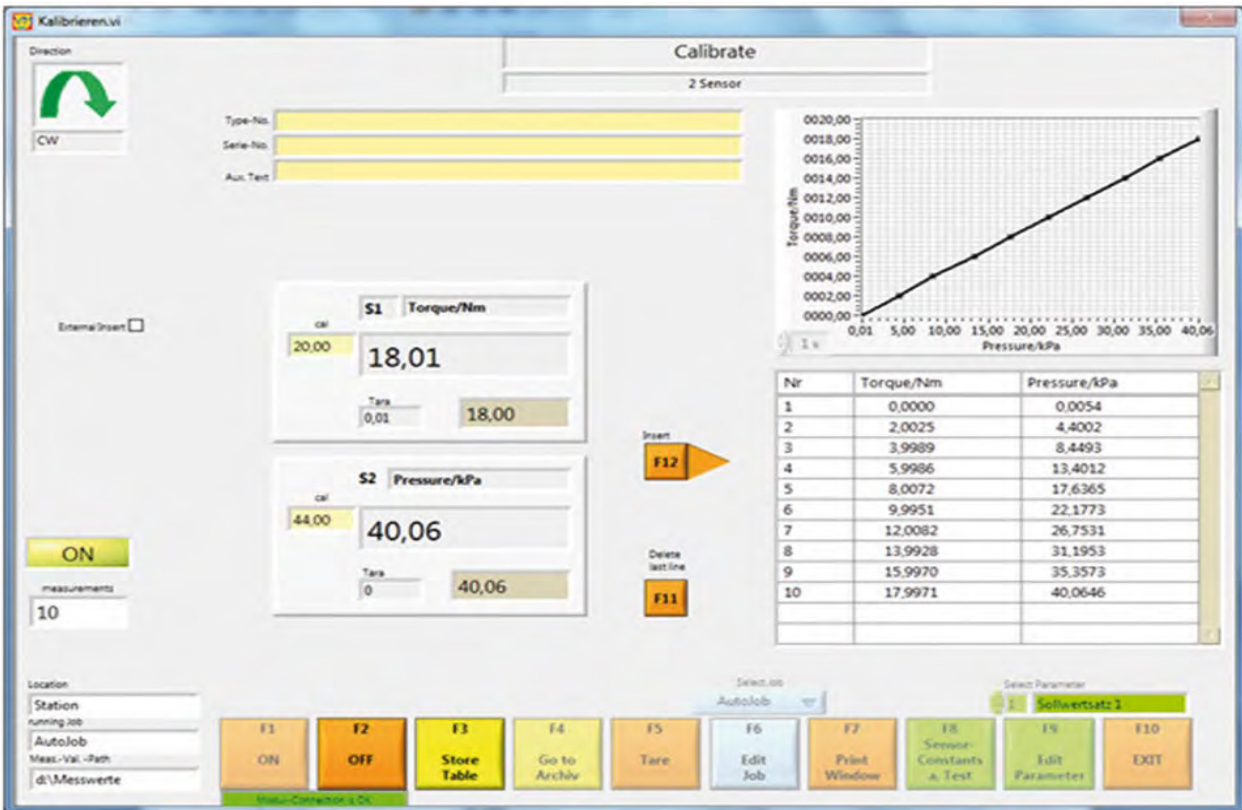 Kalibrieren.vi
Direction
CW
Calibrate
2 Sensor
Type-No.
Serie-No.
Aux. Text
External Insert
S1 Torque/Nm
cal
20,00
18,01
Tara
0,01
18,00
S2 Pressure/kPa
cal
44,00
40,06
Tara
0
40,06
ON
measurements
10
Insert
F12
Delete
last line
F11
0020,00
0018,00
0016,00
0014,00
0012,00
0010,00
0008,00
0006,00
0004,00
0002,00
0000,00
Torque/Nm
0,01 5,00 10,00 15,00 20,00 25,00 30,00 35,00 40,06
Pressure/kPa
1 x
Nr Torque/Nm Pressure/kPa
1 0,0000 0,0054
2 2,0025 4,4002
3 3,9989 8,4493
4 5,9986 13,4012
5 8,0072 17,6365
6 9,9951 22,1773
7 12,0082 26,7531
8 13,9928 31,1953
9 15,9970 35,3573
10 17,9971 40,0646
Location
Station
running Job
AutoJob
Meas.-Val.-Path
d:\Messwerte
Select Job
AutoJob
Select Parameter
1 Sollwertsatz 1
F1
ON
F2
OFF
F3
Store
Table
F4
Go to
Archiv
F5
Tare
F6
Edit
Job
F7
Print
Window
F8
Sensor-
Constants
a. Test
F9
Edit
Parameter
F10
EXIT